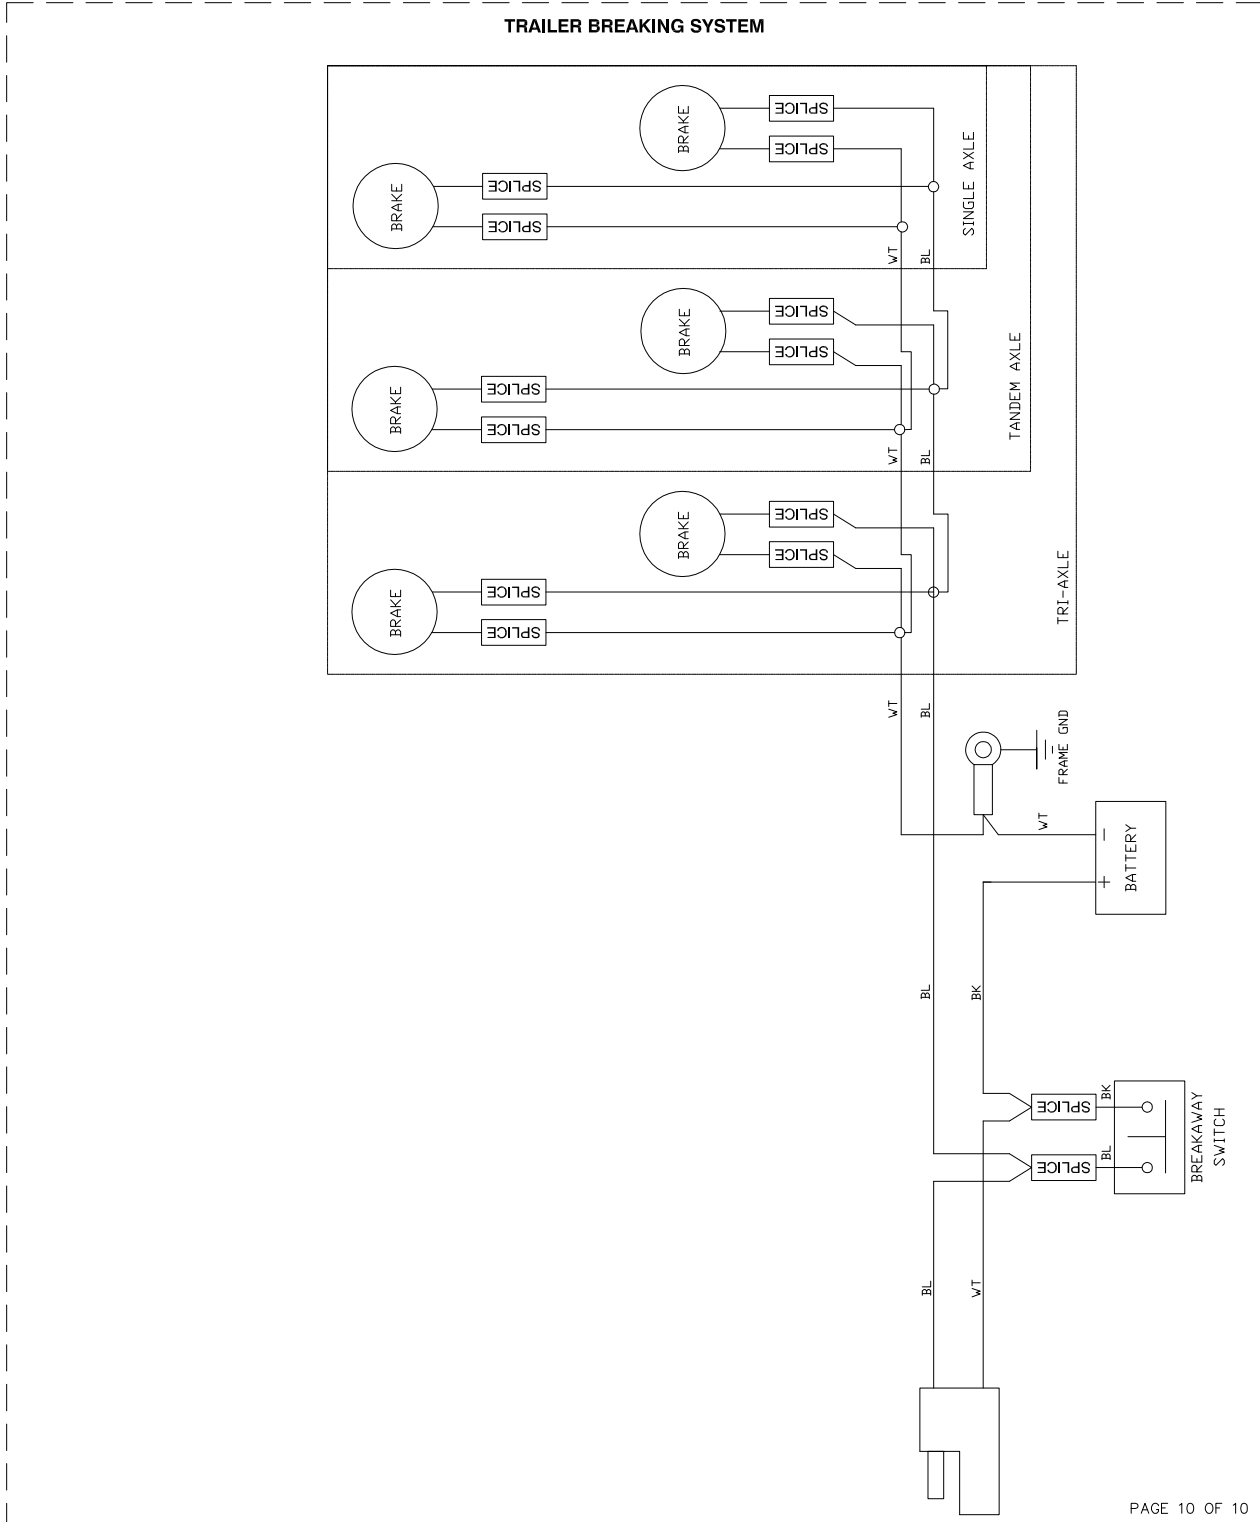 TRAILER BREAKING SYSTEM
BRAKE
SPLICE
SPLICE
BRAKE
SPLICE
SPLICE
SINGLE AXLE
WT
BL
BRAKE
SPLICE
SPLICE
BRAKE
SPLICE
SPLICE
TANDEM AXLE
WT
BL
BRAKE
SPLICE
SPLICE
BRAKE
SPLICE
SPLICE
TRI-AXLE
WT
BL
FRAME GND
WT
BATTERY
- +
BL
BK
SPLICE
BK
SPLICE
BL
BREAKAWAY
SWITCH
BL
WT
PAGE 10 OF 10